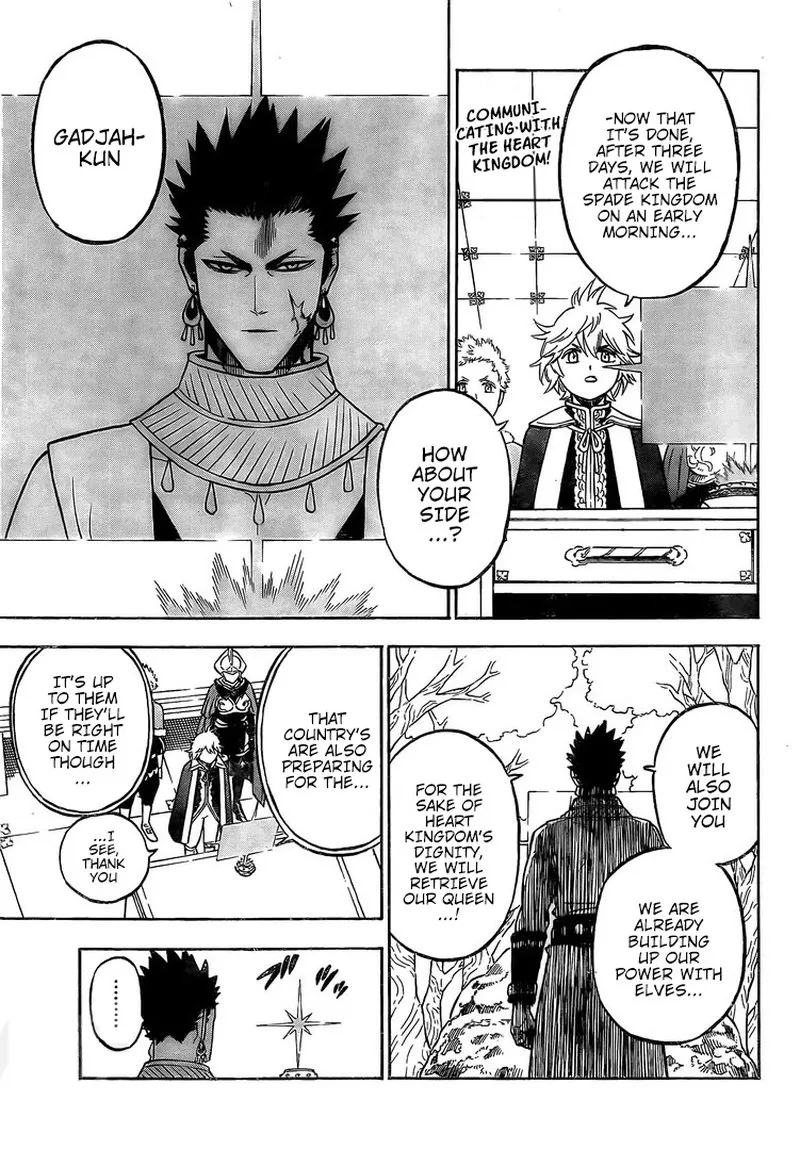 COMMUNI-
CATING WITH
THE HEART
KINGDOM!
-NOW THAT
IT'S DONE,
AFTER THREE
DAYS, WE WILL
ATTACK THE
SPADE KINGDOM
ON AN EARLY
MORNING...
HOW
ABOUT
YOUR
SIDE
...?
GADJAH-
KUN
WE
WILL
ALSO
JOIN
YOU
WE ARE
ALREADY
BUILDING
UP OUR
POWER WITH
ELVES...
FOR THE
SAKE OF
HEART
KINGDOM'S
DIGNITY,
WE WILL
RETRIEVE
OUR QUEEN
...!
THAT
COUNTRY'S
ARE ALSO
PREPARING
FOR THE...
IT'S UP
TO THEM
IF THEY'LL
BE RIGHT
ON TIME
THOUGH
...
...I
SEE,
THANK
YOU
........